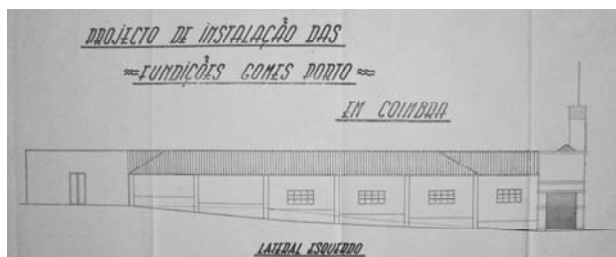 PROJECTO DE INSTALAÇÃO DAS
≈FUNDIÇÕES GOMES PORTO≈
EM COIMBRA
LATERAL ESQUERDO